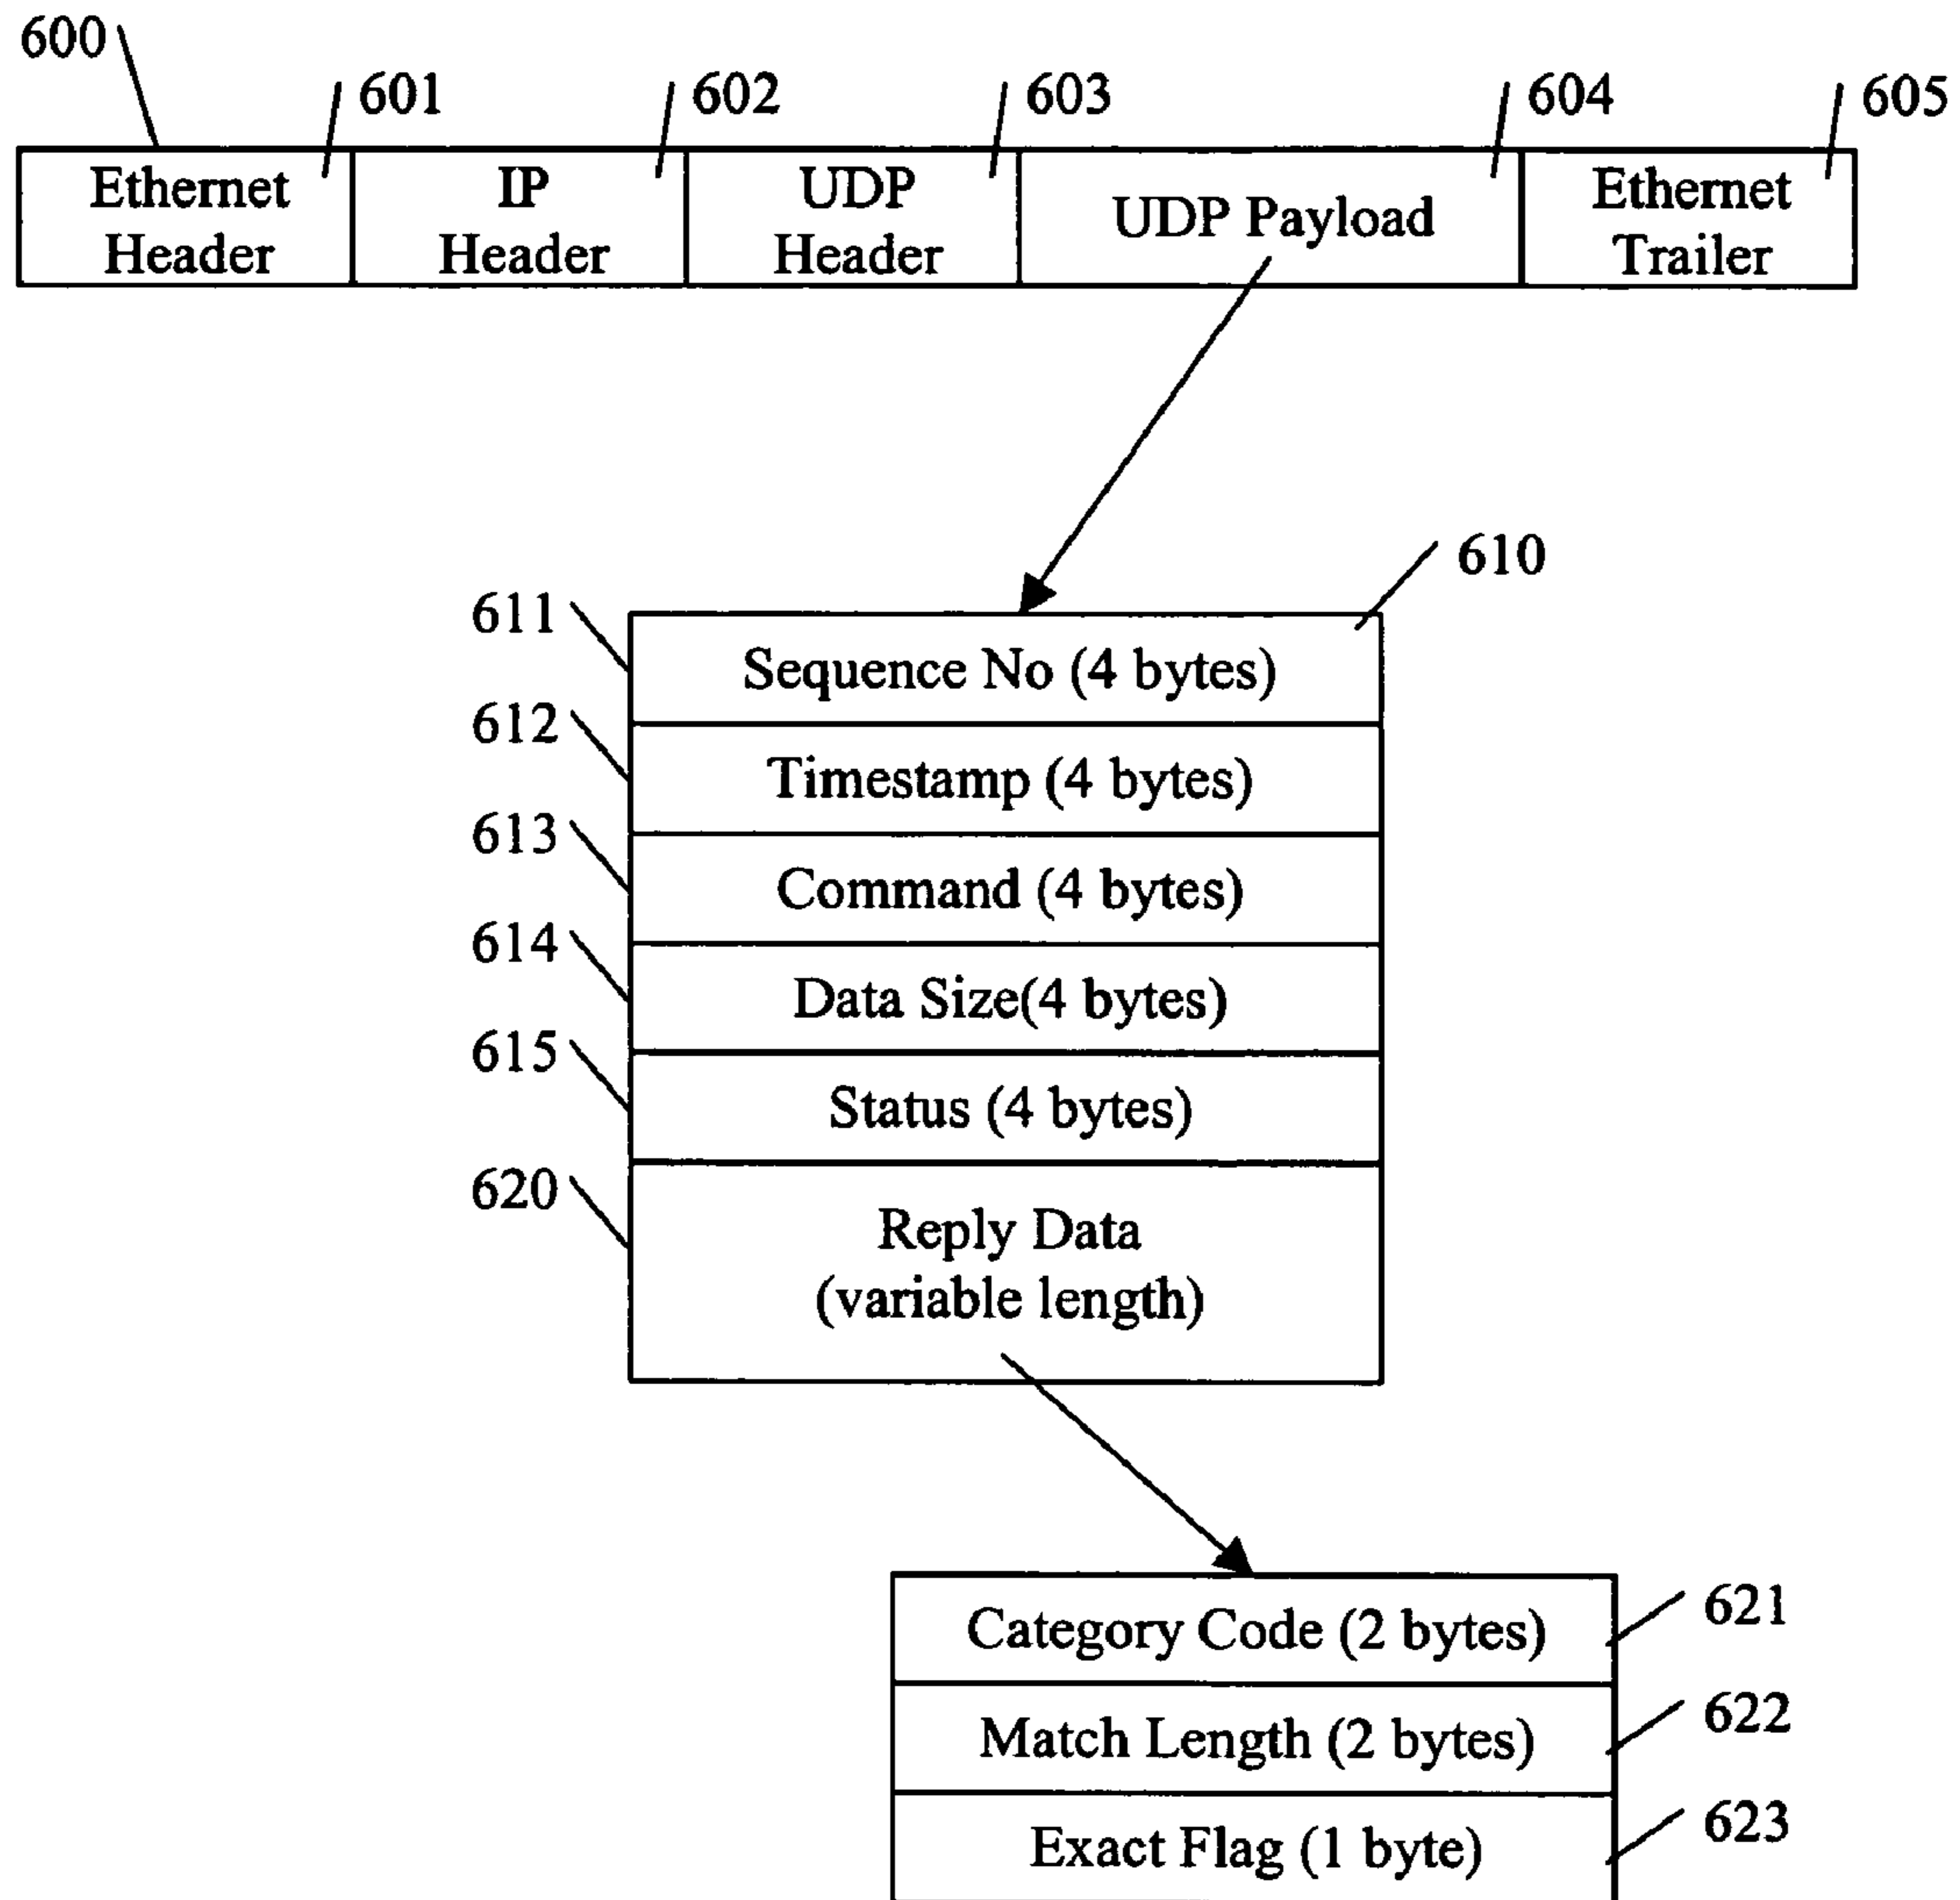 600
601
602
603
604
605
Ethernet
Header
IP
Header
UDP
Header
UDP Payload
Ethernet
Trailer
610
611
Sequence No (4 bytes)
612
Timestamp (4 bytes)
613
Command (4 bytes)
614
Data Size(4 bytes)
615
Status (4 bytes)
620
Reply Data
(variable length)
Category Code (2 bytes)
621
Match Length (2 bytes)
622
Exact Flag (1 byte)
623